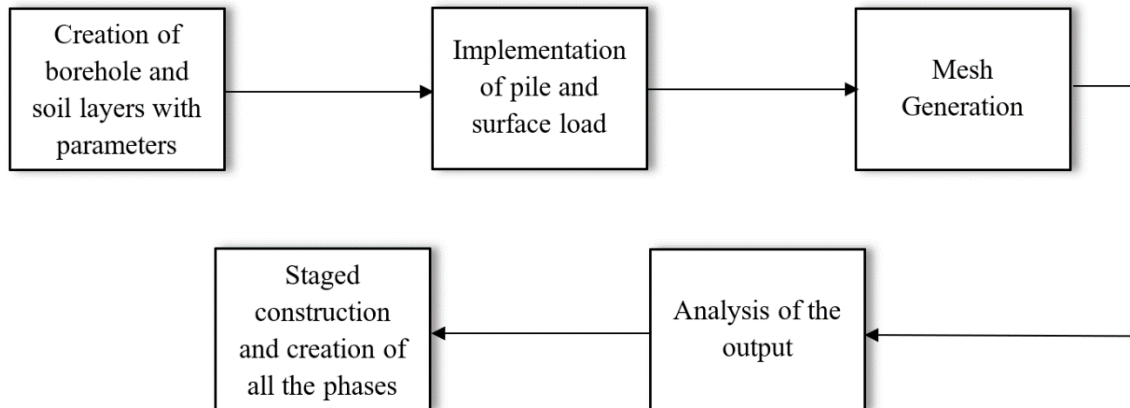 Creation of
borehole and
soil layers with
parameters
Implementation
of pile and
surface load
Mesh
Generation
Analysis of the
output
Staged
construction
and creation of
all the phases